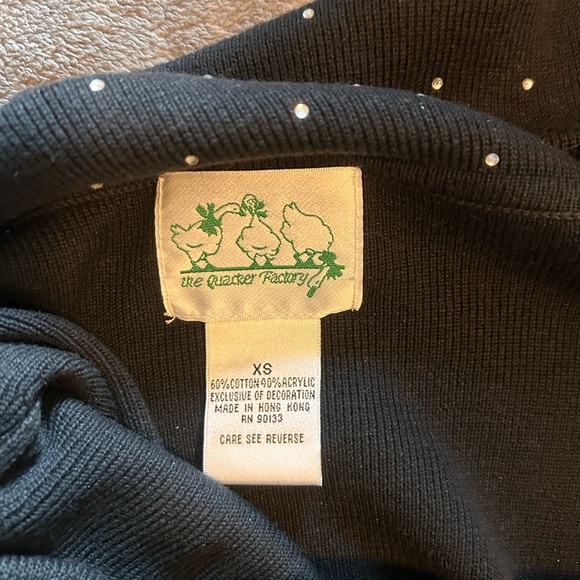 the Quacker Factory
XS
60%COTTON 40%ACRYLIC
EXCLUSIVE OF DECORATION
MADE IN HONG KONG
RN 90133
CARE SEE REVERSE